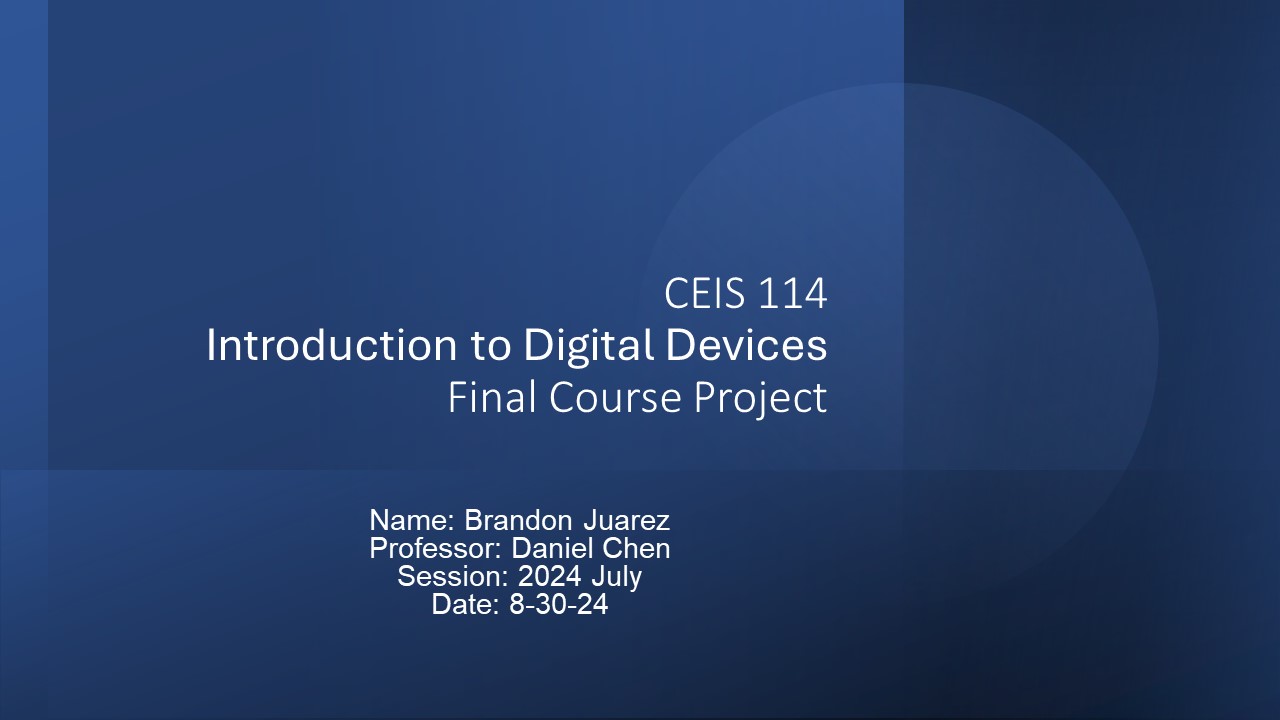 CEIS 114
Introduction to Digital Devices
Final Course Project
Name: Brandon Juarez
Professor: Daniel Chen
Session: 2024 July
Date: 8-30-24